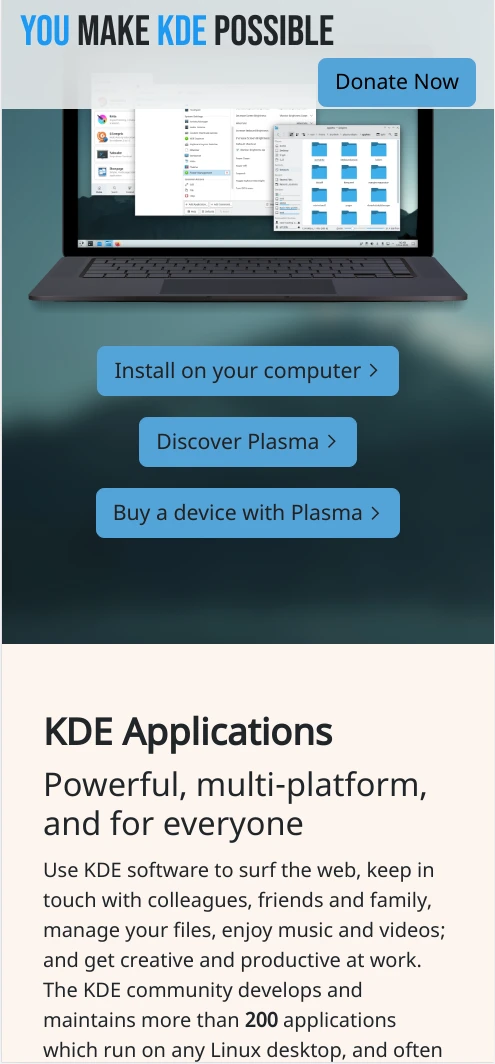 YOU MAKE KDE POSSIBLE
Donate Now
Install on your computer
Discover Plasma
Buy a device with Plasma
KDE Applications
Powerful, multi-platform,
and for everyone
Use KDE software to surf the web, keep in
touch with colleagues, friends and family,
manage your files, enjoy music and videos;
and get creative and productive at work.
The KDE community develops and
maintains more than 200 applications
which run on any Linux desktop, and often